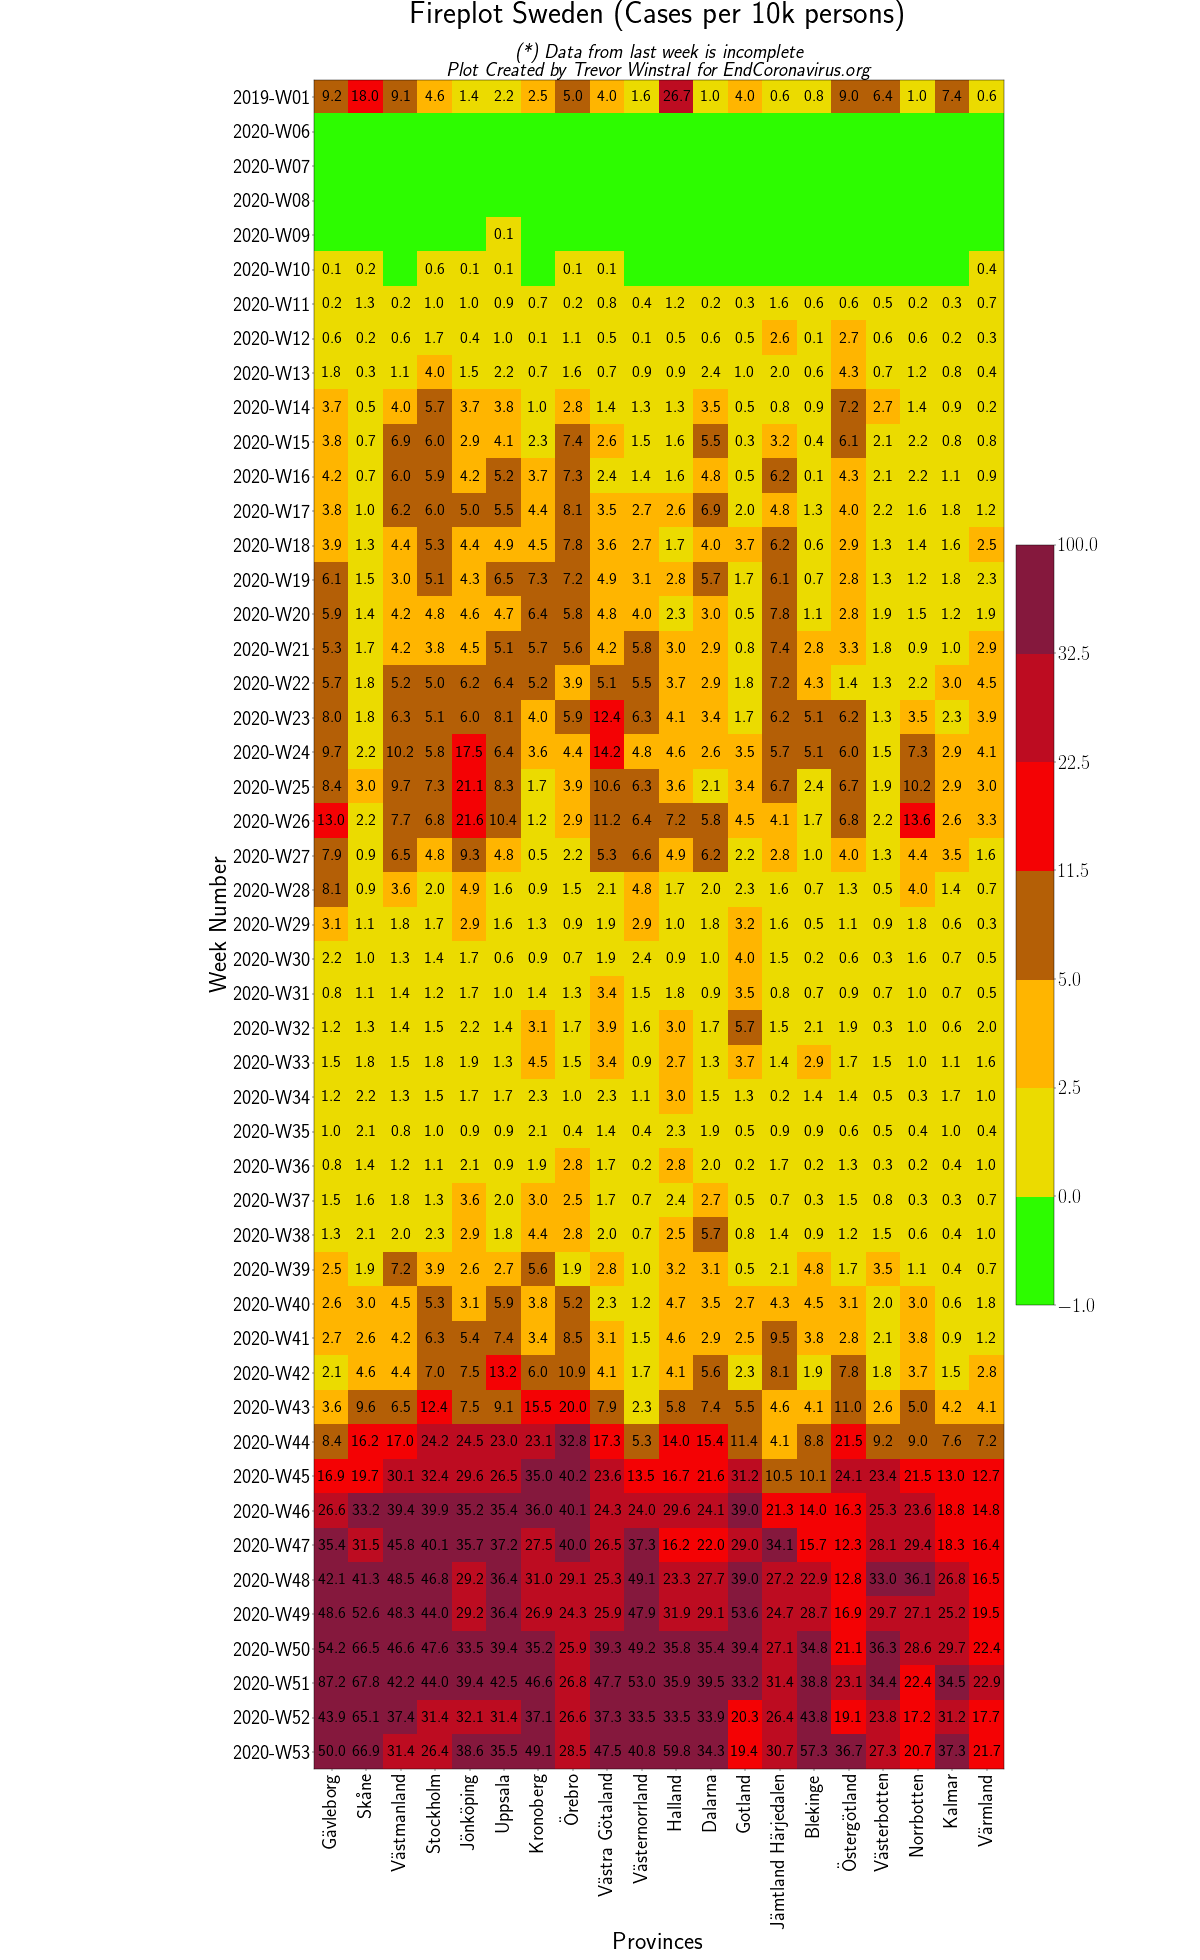 Fireplot Sweden (Cases per 10k persons)
(*) Data from last week is incomplete
Plot Created by Trevor Winstral for EndCoronavirus.org
2019-W01 9.2 18.0 9.1 4.6 1.4 2.2 2.5 5.0 4.0 1.6 26.7 1.0 4.0 0.6 0.8 9.0 6.4 1.0 7.4 0.6
2020-W06
2020-W07
2020-W08
2020-W09 0.1
2020-W10 0.1 0.2 0.6 0.1 0.1 0.1 0.1 0.4
2020-W11 0.2 1.3 0.2 1.0 1.0 0.9 0.7 0.2 0.8 0.4 1.2 0.2 0.3 1.6 0.6 0.6 0.5 0.2 0.3 0.7
2020-W12 0.6 0.2 0.6 1.7 0.4 1.0 0.1 1.1 0.5 0.1 0.5 0.6 0.5 2.6 0.1 2.7 0.6 0.6 0.2 0.3
2020-W13 1.8 0.3 1.1 4.0 1.5 2.2 0.7 1.6 0.7 0.9 0.9 2.4 1.0 2.0 0.6 4.3 0.7 1.2 0.8 0.4
2020-W14 3.7 0.5 4.0 5.7 3.7 3.8 1.0 2.8 1.4 1.3 1.3 3.5 0.5 0.8 0.9 7.2 2.7 1.4 0.9 0.2
2020-W15 3.8 0.7 6.9 6.0 2.9 4.1 2.3 7.4 2.6 1.5 1.6 5.5 0.3 3.2 0.4 6.1 2.1 2.2 0.8 0.8
2020-W16 4.2 0.7 6.0 5.9 4.2 5.2 3.7 7.3 2.4 1.4 1.6 4.8 0.5 6.2 0.1 4.3 2.1 2.2 1.1 0.9
2020-W17 3.8 1.0 6.2 6.0 5.0 5.5 4.4 8.1 3.5 2.7 2.6 6.9 2.0 4.8 1.3 4.0 2.2 1.6 1.8 1.2
2020-W18 3.9 1.3 4.4 5.3 4.4 4.9 4.5 7.8 3.6 2.7 1.7 4.0 3.7 6.2 0.6 2.9 1.3 1.4 1.6 2.5
2020-W19 6.1 1.5 3.0 5.1 4.3 6.5 7.3 7.2 4.9 3.1 2.8 5.7 1.7 6.1 0.7 2.8 1.3 1.2 1.8 2.3
2020-W20 5.9 1.4 4.2 4.8 4.6 4.7 6.4 5.8 4.8 4.0 2.3 3.0 0.5 7.8 1.1 2.8 1.9 1.5 1.2 1.9
2020-W21 5.3 1.7 4.2 3.8 4.5 5.1 5.7 5.6 4.2 5.8 3.0 2.9 0.8 7.4 2.8 3.3 1.8 0.9 1.0 2.9
2020-W22 5.7 1.8 5.2 5.0 6.2 6.4 5.2 3.9 5.1 5.5 3.7 2.9 1.8 7.2 4.3 1.4 1.3 2.2 3.0 4.5
2020-W23 8.0 1.8 6.3 5.1 6.0 8.1 4.0 5.9 12.4 6.3 4.1 3.4 1.7 6.2 5.1 6.2 1.3 3.5 2.3 3.9
2020-W24 9.7 2.2 10.2 5.8 17.5 6.4 3.6 4.4 14.2 4.8 4.6 2.6 3.5 5.7 5.1 6.0 1.5 7.3 2.9 4.1
2020-W25 8.4 3.0 9.7 7.3 21.1 8.3 1.7 3.9 10.6 6.3 3.6 2.1 3.4 6.7 2.4 6.7 1.9 10.2 2.9 3.0
2020-W26 13.0 2.2 7.7 6.8 21.6 10.4 1.2 2.9 11.2 6.4 7.2 5.8 4.5 4.1 1.7 6.8 2.2 13.6 2.6 3.3
2020-W27 7.9 0.9 6.5 4.8 9.3 4.8 0.5 2.2 5.3 6.6 4.9 6.2 2.2 2.8 1.0 4.0 1.3 4.4 3.5 1.6
2020-W28 8.1 0.9 3.6 2.0 4.9 1.6 0.9 1.5 2.1 4.8 1.7 2.0 2.3 1.6 0.7 1.3 0.5 4.0 1.4 0.7
2020-W29 3.1 1.1 1.8 1.7 2.9 1.6 1.3 0.9 1.9 2.9 1.0 1.8 3.2 1.6 0.5 1.1 0.9 1.8 0.6 0.3
2020-W30 2.2 1.0 1.3 1.4 1.7 0.6 0.9 0.7 1.9 2.4 0.9 1.0 4.0 1.5 0.2 0.6 0.3 1.6 0.7 0.5
2020-W31 0.8 1.1 1.4 1.2 1.7 1.0 1.4 1.3 3.4 1.5 1.8 0.9 3.5 0.8 0.7 0.9 0.7 1.0 0.7 0.5
2020-W32 1.2 1.3 1.4 1.5 2.2 1.4 3.1 1.7 3.9 1.6 3.0 1.7 5.7 1.5 2.1 1.9 0.3 1.0 0.6 2.0
2020-W33 1.5 1.8 1.5 1.8 1.9 1.3 4.5 1.5 3.4 0.9 2.7 1.3 3.7 1.4 2.9 1.7 1.5 1.0 1.1 1.6
2020-W34 1.2 2.2 1.3 1.5 1.7 1.7 2.3 1.0 2.3 1.1 3.0 1.5 1.3 0.2 1.4 1.4 0.5 0.3 1.7 1.0
2020-W35 1.0 2.1 0.8 1.0 0.9 0.9 2.1 0.4 1.4 0.4 2.3 1.9 0.5 0.9 0.9 0.6 0.5 0.4 1.0 0.4
2020-W36 0.8 1.4 1.2 1.1 2.1 0.9 1.9 2.8 1.7 0.2 2.8 2.0 0.2 1.7 0.2 1.3 0.3 0.2 0.4 1.0
2020-W37 1.5 1.6 1.8 1.3 3.6 2.0 3.0 2.5 1.7 0.7 2.4 2.7 0.5 0.7 0.3 1.5 0.8 0.3 0.3 0.7
2020-W38 1.3 2.1 2.0 2.3 2.9 1.8 4.4 2.8 2.0 0.7 2.5 5.7 0.8 1.4 0.9 1.2 1.5 0.6 0.4 1.0
2020-W39 2.5 1.9 7.2 3.9 2.6 2.7 5.6 1.9 2.8 1.0 3.2 3.1 0.5 2.1 4.8 1.7 3.5 1.1 0.4 0.7
2020-W40 2.6 3.0 4.5 5.3 3.1 5.9 3.8 5.2 2.3 1.2 4.7 3.5 2.7 4.3 4.5 3.1 2.0 3.0 0.6 1.8
2020-W41 2.7 2.6 4.2 6.3 5.4 7.4 3.4 8.5 3.1 1.5 4.6 2.9 2.5 9.5 3.8 2.8 2.1 3.8 0.9 1.2
2020-W42 2.1 4.6 4.4 7.0 7.5 13.2 6.0 10.9 4.1 1.7 4.1 5.6 2.3 8.1 1.9 7.8 1.8 3.7 1.5 2.8
2020-W43 3.6 9.6 6.5 12.4 7.5 9.1 15.5 20.0 7.9 2.3 5.8 7.4 5.5 4.6 4.1 11.0 2.6 5.0 4.2 4.1
2020-W44 8.4 16.2 17.0 24.2 24.5 23.0 23.1 32.8 17.3 5.3 14.0 15.4 11.4 4.1 8.8 21.5 9.2 9.0 7.6 7.2
2020-W45 16.9 19.7 30.1 32.4 29.6 26.5 35.0 40.2 23.6 13.5 16.7 21.6 31.2 10.5 10.1 24.1 23.4 21.5 13.0 12.7
2020-W46 26.6 33.2 39.4 39.9 35.2 35.4 36.0 40.1 24.3 24.0 29.6 24.1 39.0 21.3 14.0 16.3 25.3 23.6 18.8 14.8
2020-W47 35.4 31.5 45.8 40.1 35.7 37.2 27.5 40.0 26.5 37.3 16.2 22.0 29.0 34.1 15.7 12.3 28.1 29.4 18.3 16.4
2020-W48 42.1 41.3 48.5 46.8 29.2 36.4 31.0 29.1 25.3 49.1 23.3 27.7 39.0 27.2 22.9 12.8 33.0 36.1 26.8 16.5
2020-W49 48.6 52.6 48.3 44.0 29.2 36.4 26.9 24.3 25.9 47.9 31.9 29.1 53.6 24.7 28.7 16.9 29.7 27.1 25.2 19.5
2020-W50 54.2 66.5 46.6 47.6 33.5 39.4 35.2 25.9 39.3 49.2 35.8 35.4 39.4 27.1 34.8 21.1 36.3 28.6 29.7 22.4
2020-W51 87.2 67.8 42.2 44.0 39.4 42.5 46.6 26.8 47.7 53.0 35.9 39.5 33.2 31.4 38.8 23.1 34.4 22.4 34.5 22.9
2020-W52 43.9 65.1 37.4 31.4 32.1 31.4 37.1 26.6 37.3 33.5 33.5 33.9 20.3 26.4 43.8 19.1 23.8 17.2 31.2 17.7
2020-W53 50.0 66.9 31.4 26.4 38.6 35.5 49.1 28.5 47.5 40.8 59.8 34.3 19.4 30.7 57.3 36.7 27.3 20.7 37.3 21.7
Week Number
Gävleborg
Skåne
Västmanland
Stockholm
Jönköping
Uppsala
Kronoberg
Örebro
Västra Götaland
Västernorrland
Halland
Dalarna
Gotland
Jämtland Härjedalen
Blekinge
Östergötland
Västerbotten
Norrbotten
Kalmar
Värmland
Provinces
100.0
32.5
22.5
11.5
5.0
2.5
0.0
−1.0